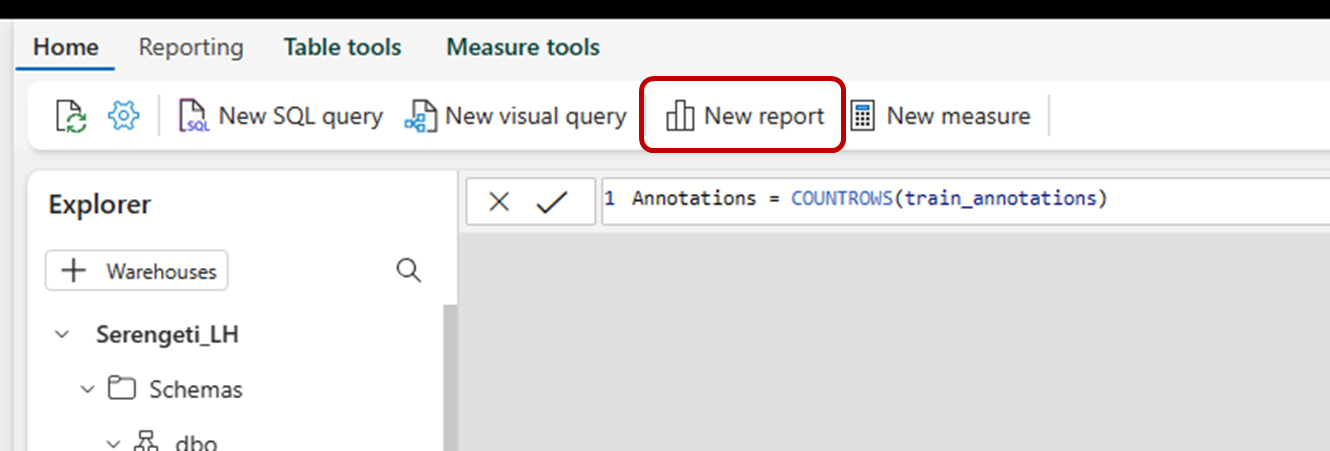 Home Reporting Table tools Measure tools
SQL New SQL query New visual query New report New measure
Explorer
1 Annotations = COUNTROWS(train_annotations)
Warehouses
Serengeti_LH
Schemas
dbo